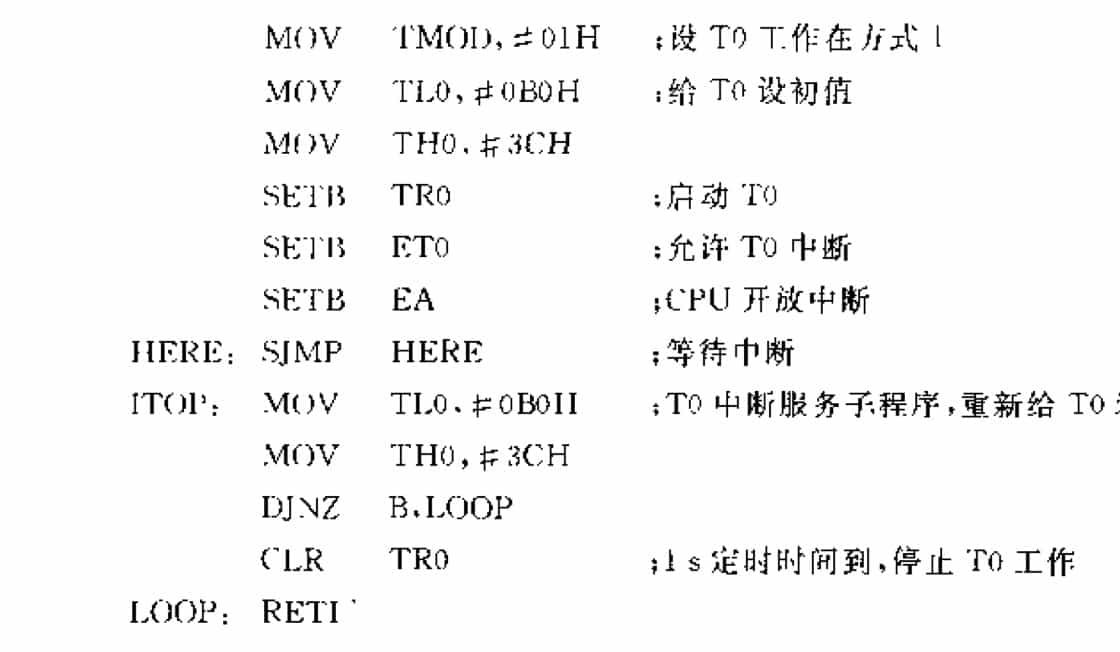 MOV TMOD,#01H ;设 T0 工作在方式 1
MOV TL0,#0B0H ;给 T0 设初值
MOV TH0,#3CH
SETB TR0 ;启动 T0
SETB ET0 ;允许 T0 中断
SETB EA ;CPU 开放中断
HERE: SJMP HERE ;等待中断
ITOP: MOV TL0,#0B0H ;T0 中断服务子程序,重新给 T0
MOV TH0,#3CH
DJNZ B,LOOP
CLR TR0 ;1 s 定时时间到,停止 T0 工作
LOOP: RETI